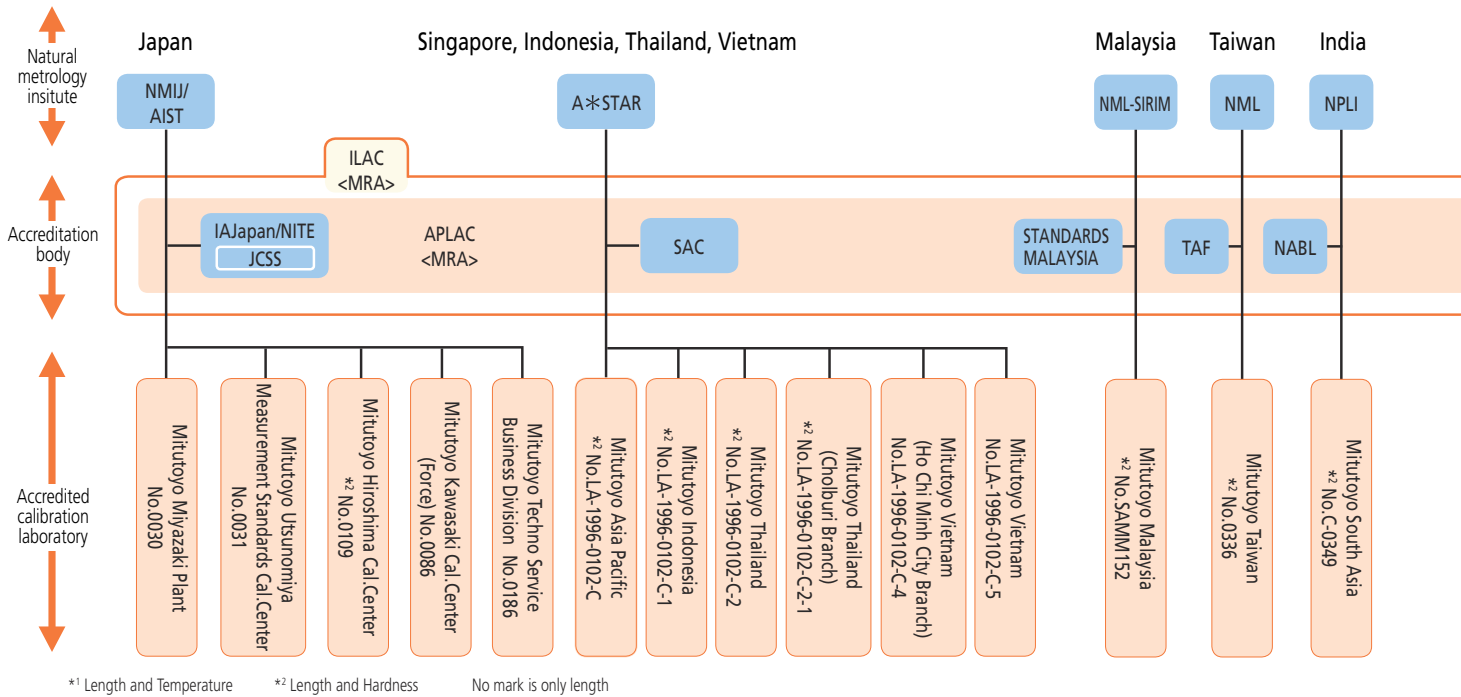 Natural
metrology
insitute
Japan
Singapore, Indonesia, Thailand, Vietnam
Malaysia
Taiwan
India
NMIJ/
AIST
A＊STAR
NML-SIRIM
NML
NPLI
ILAC
<MRA>
Accreditation
body
IAJapan/NITE
JCSS
APLAC
<MRA>
SAC
STANDARDS
MALAYSIA
TAF
NABL
Accredited
calibration
laboratory
Mitutoyo Miyazaki Plant
No.0030
Mitutoyo Utsunomiya
Measurement Standards Cal.Center
No.0031
Mitutoyo Hiroshima Cal.Center
*2 No.0109
Mitutoyo Kawasaki Cal.Center
(Force) No.0086
Mitutoyo Techno Service
Business Division No.0186
Mitutoyo Asia Pacific
*2 No.LA-1996-0102-C
Mitutoyo Indonesia
*2 No.LA-1996-0102-C-1
Mitutoyo Thailand
*2 No.LA-1996-0102-C-2
Mitutoyo Thailand
(Cholburi Branch)
*2 No.LA-1996-0102-C-2-1
Mitutoyo Vietnam
(Ho Chi Minh City Branch)
No.LA-1996-0102-C-4
Mitutoyo Vietnam
No.LA-1996-0102-C-5
Mitutoyo Malaysia
*2 No.SAMM152
Mitutoyo Taiwan
*2 No.0336
Mitutoyo South Asia
*2 No.C-0349
*1 Length and Temperature *2 Length and Hardness No mark is only length